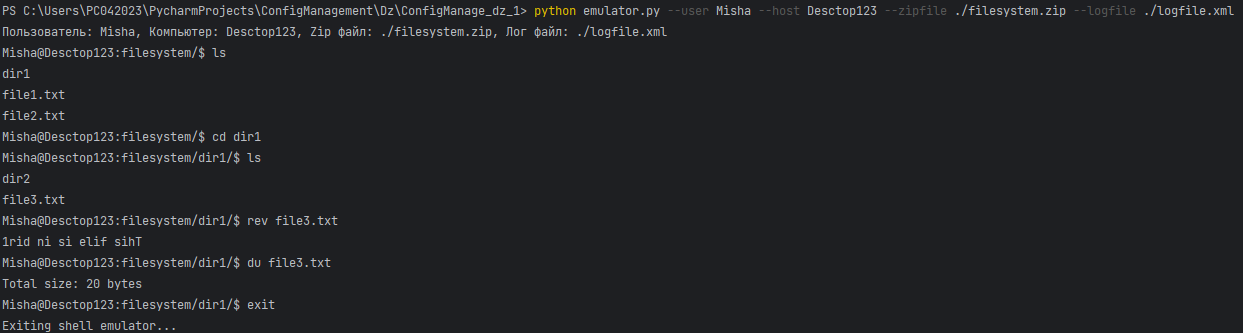 PS C:\Users\PC042023\PycharmProjects\ConfigManagement\Dz\ConfigManage_dz_1> python emulator.py --user Misha --host Desctop123 --zipfile ./filesystem.zip --logfile ./logfile.xml
Пользователь: Misha, Компьютер: Desctop123, Zip файл: ./filesystem.zip, Лог файл: ./logfile.xml
Misha@Desctop123:filesystem/$ ls
dir1
file1.txt
file2.txt
Misha@Desctop123:filesystem/$ cd dir1
Misha@Desctop123:filesystem/dir1/$ ls
dir2
file3.txt
Misha@Desctop123:filesystem/dir1/$ rev file3.txt
1rid ni si elif sihT
Misha@Desctop123:filesystem/dir1/$ du file3.txt
Total size: 20 bytes
Misha@Desctop123:filesystem/dir1/$ exit
Exiting shell emulator...